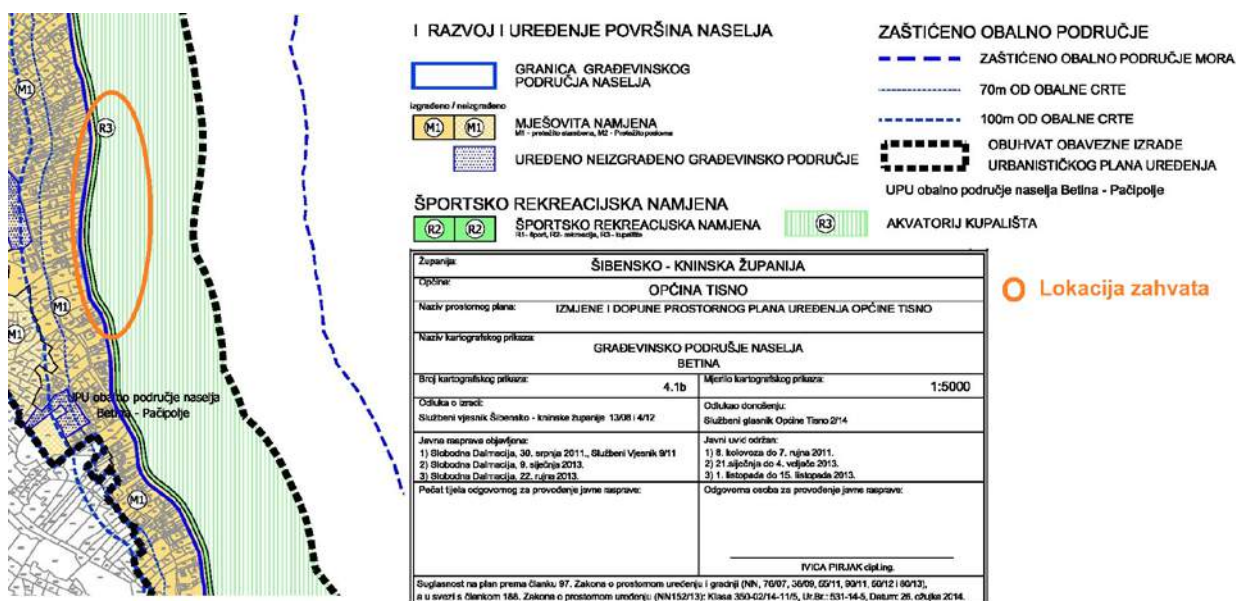 M1
R3
M1
M1
UPU obalno područje naselja
Betina - Pačipolje
M1
I RAZVOJ I UREĐENJE POVRŠINA NASELJA
GRANICA GRAĐEVINSKOG
PODRUČJA NASELJA
izgrađeno / neizgrađeno
M1 M1 MJEŠOVITA NAMJENA
M1 - pretežito stambena, M2 - Pretežito poslovna
UREĐENO NEIZGRAĐENO GRAĐEVINSKO PODRUČJE
ŠPORTSKO REKREACIJSKA NAMJENA
R2 R2 ŠPORTSKO REKREACIJSKA NAMJENA
R1- šport, R2- rekreacija, R3- kupalište
R3 AKVATORIJ KUPALIŠTA
ZAŠTIĆENO OBALNO PODRUČJE
ZAŠTIĆENO OBALNO PODRUČJE MORA
70m OD OBALNE CRTE
100m OD OBALNE CRTE
OBUHVAT OBAVEZNE IZRADE
URBANISTIČKOG PLANA UREĐENJA
UPU obalno područje naselja Betina - Pačipolje
Županija:
ŠIBENSKO - KNINSKA ŽUPANIJA
Općina:
OPĆINA TISNO
Naziv prostornog plana: IZMJENE I DOPUNE PROSTORNOG PLANA UREĐENJA OPĆINE TISNO
Naziv kartografskog prikaza:
GRAĐEVINSKO PODRUŠJE NASELJA
BETINA
Broj kartografskog prikaza: 4.1b
Mjerilo kartografskog prikaza: 1:5000
Odluka o izradi:
Službeni vjesnik Šibensko - kninske županije 13/08 i 4/12
Odlukao donošenju:
Službeni glasnik Općine Tisno 2/14
Javna rasprava objavljena:
1) Slobodna Dalmacija, 30. srpnja 2011., Službeni Vjesnik 9/11
2) Slobodna Dalmacija, 9. siječnja 2013.
3) Slobodna Dalmacija, 22. rujna 2013.
Javni uvid održan:
1) 8. kolovoza do 7. rujna 2011.
2) 21.siječnja do 4. veljače 2013.
3) 1. listopada do 15. listopada 2013.
Pečat tijela odgovornog za provođenje javne rasprave:
Odgovorna osoba za provođenje javne rasprave:
IVICA PIRJAK dipl.ing.
Suglasnost na plan prema članku 97. Zakona o prostornom uređenju i gradnji (NN, 76/07, 38/09, 55/11, 90/11, 50/12 i 80/13),
a u svezi s člankom 188. Zakona o prostornom uređenju (NN152/13): Klasa 350-02/14-11/5, Ur.Br.: 531-14-5, Datum: 26. ožujka 2014.
Lokacija zahvata